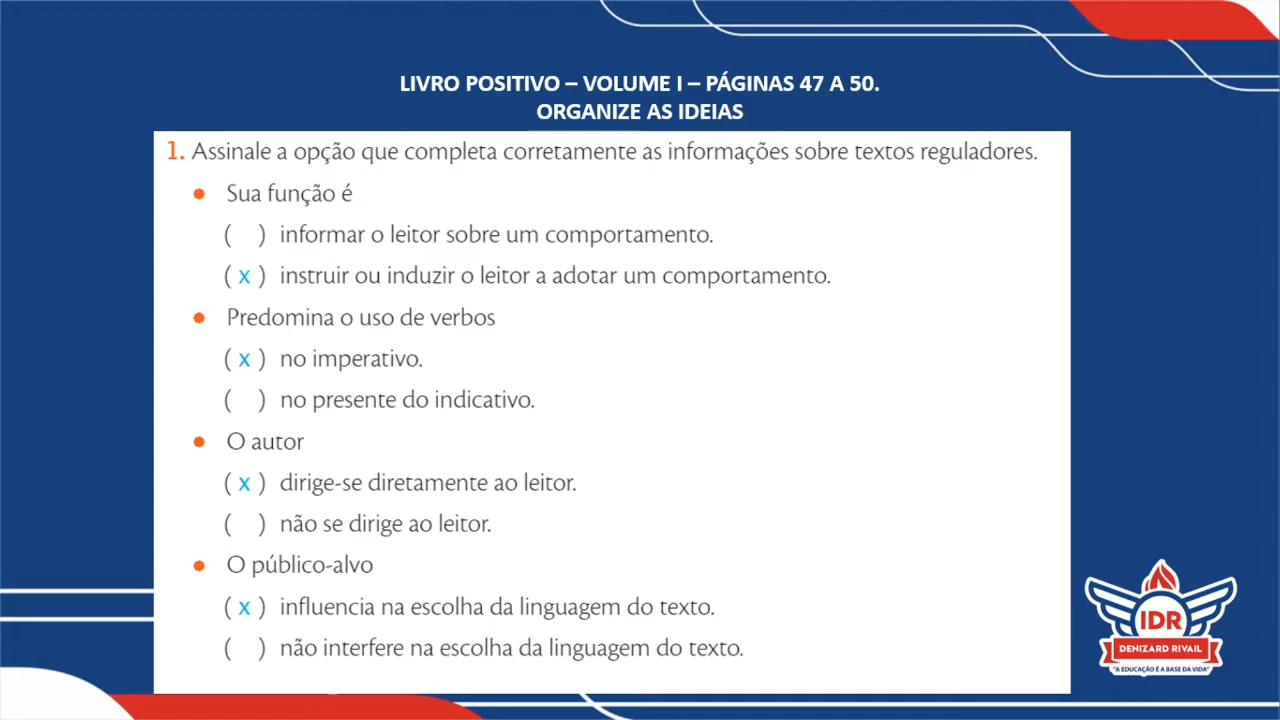 LIVRO POSITIVO – VOLUME I – PÁGINAS 47 A 50.
ORGANIZE AS IDEIAS
1. Assinale a opção que completa corretamente as informações sobre textos reguladores.
• Sua função é
( ) informar o leitor sobre um comportamento.
( x ) instruir ou induzir o leitor a adotar um comportamento.
• Predomina o uso de verbos
( x ) no imperativo.
( ) no presente do indicativo.
• O autor
( x ) dirige-se diretamente ao leitor.
( ) não se dirige ao leitor.
• O público-alvo
( x ) influencia na escolha da linguagem do texto.
( ) não interfere na escolha da linguagem do texto.
IDR
DENIZARD RIVAIL
"A EDUCAÇÃO É A BASE DA VIDA"